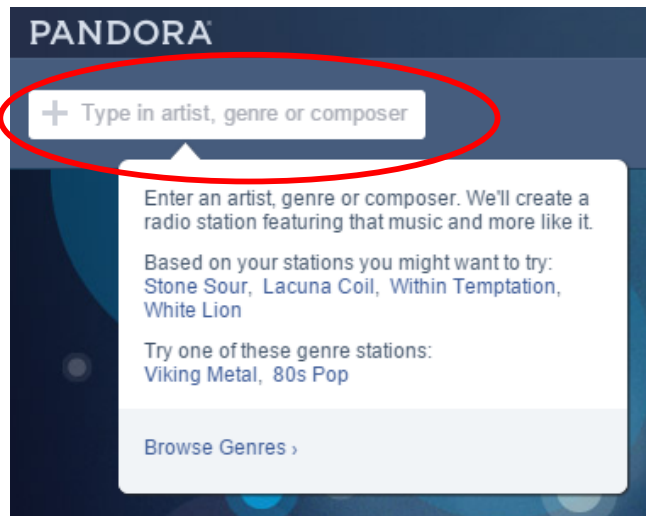 PANDORA
+ Type in artist, genre or composer
Enter an artist, genre or composer. We'll create a
radio station featuring that music and more like it.
Based on your stations you might want to try:
Stone Sour, Lacuna Coil, Within Temptation,
White Lion
Try one of these genre stations:
Viking Metal, 80s Pop
Browse Genres ›